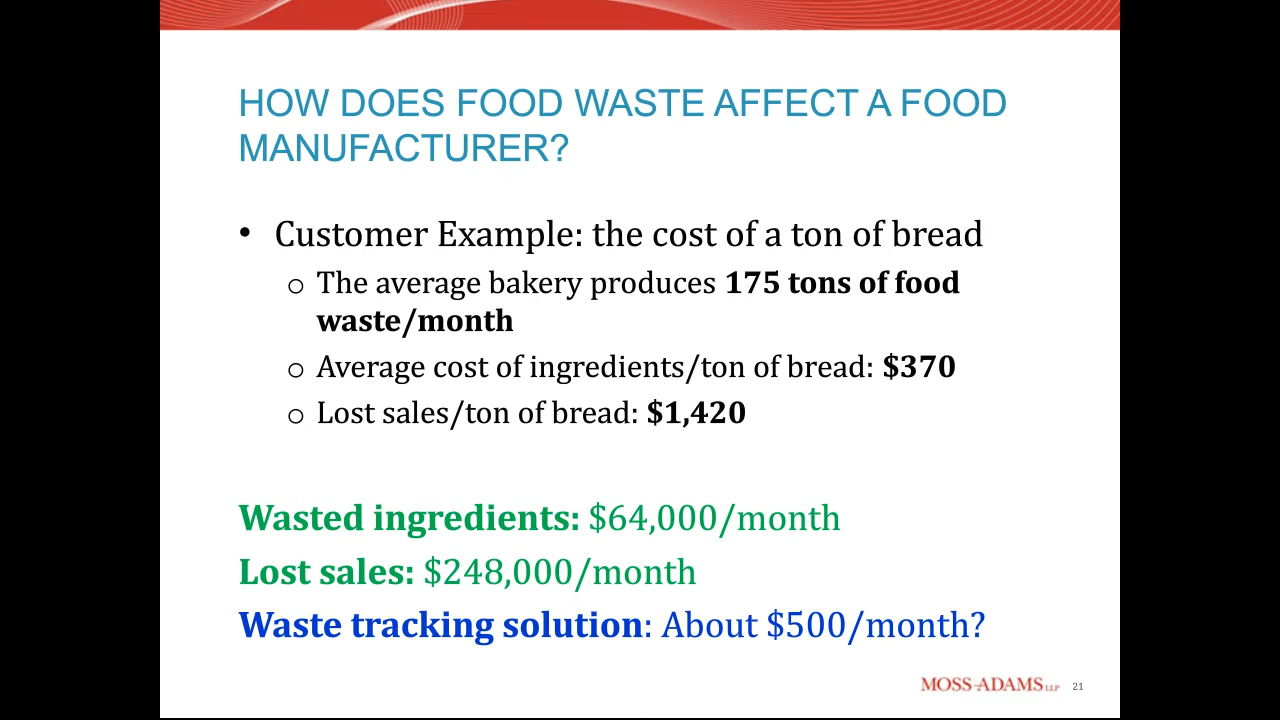 HOW DOES FOOD WASTE AFFECT A FOOD
MANUFACTURER?
• Customer Example: the cost of a ton of bread
o The average bakery produces 175 tons of food
waste/month
o Average cost of ingredients/ton of bread: $370
o Lost sales/ton of bread: $1,420
Wasted ingredients: $64,000/month
Lost sales: $248,000/month
Waste tracking solution: About $500/month?
MOSS-ADAMS LLP 21